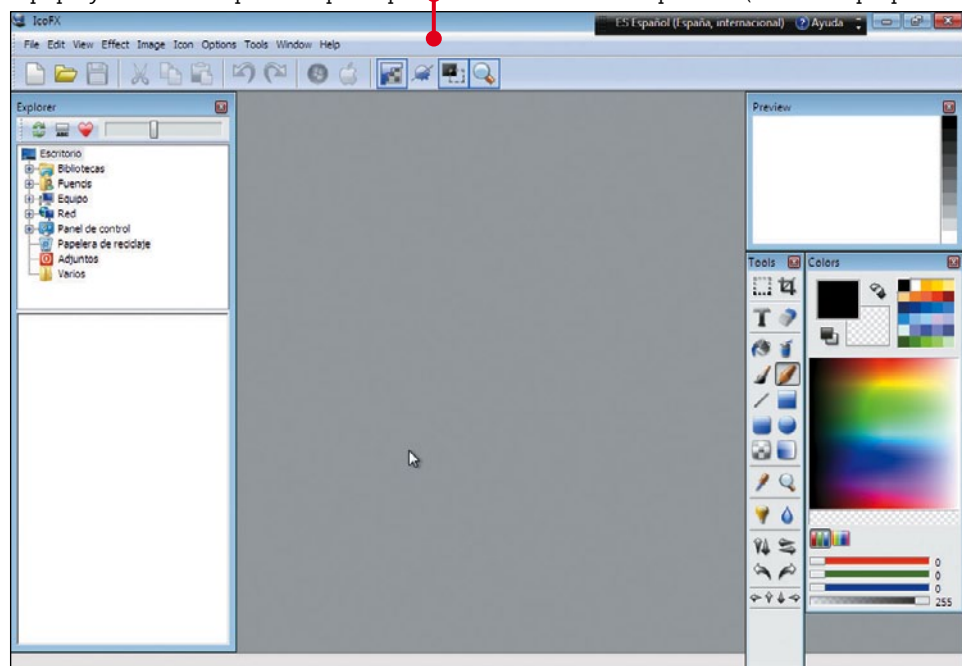 IcoFX
ES Español (España, internacional) Ayuda
File Edit View Effect Image Icon Options Tools Window Help
Explorer
Escritorio
Bibliotecas
Fuencis
Equipo
Red
Panel de control
Papelera de reciclaje
Adjuntos
Varios
Preview
Tools
Colors
0
0
0
255